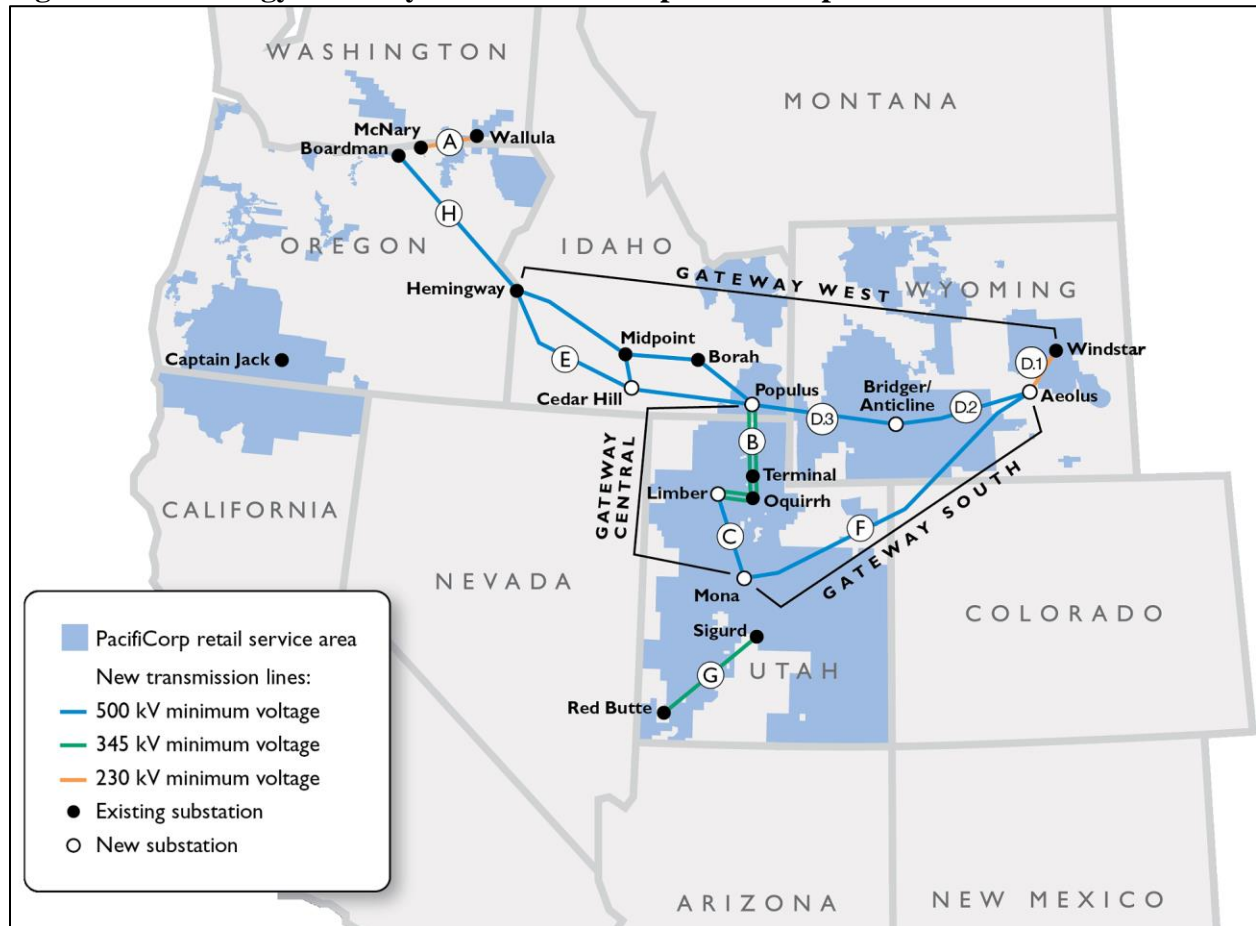 WASHINGTON
MONTANA
McNary
A
Wallula
Boardman
H
OREGON
IDAHO
GATEWAY WEST
WYOMING
Hemingway
Midpoint
Windstar
Captain Jack
E
Borah
D.1
Cedar Hill
Populus
Bridger/
Anticline
D.2
Aeolus
D.3
GATEWAY
CENTRAL
B
Terminal
Limber
Oquirrh
CALIFORNIA
C
F
GATEWAY SOUTH
NEVADA
Mona
COLORADO
Sigurd
UTAH
G
Red Butte
PacifiCorp retail service area
New transmission lines:
500 kV minimum voltage
345 kV minimum voltage
230 kV minimum voltage
Existing substation
New substation
ARIZONA
NEW MEXICO